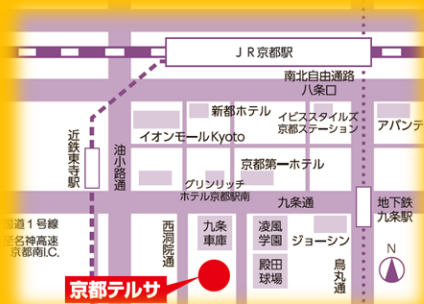 JR京都駅
南北自由通路
八条口
新都ホテル
イビススタイルズ
京都ステーション
アバンテ
イオンモールKyoto
近鉄東寺駅
油小路通
京都第一ホテル
グリンリッチ
ホテル京都駅南
九条通
地下鉄
九条駅
国道1号線
至名神高速
京都南I.C.
西洞院通
九条
車庫
凌風
学園
ジョーシン
殿田
球場
烏丸通
N
京都テルサ